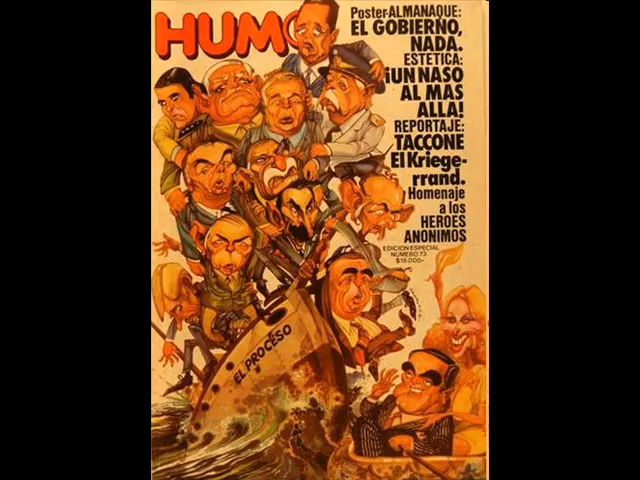 HUMO
Poster-ALMANAQUE:
EL GOBIERNO,
NADA.
ESTETICA:
¡UN NASO
AL MAS
ALLA!
REPORTAJE:
TACCONE
El Kriege-
rrand.
Homenaje
a los
HEROES
ANONIMOS
EDICION ESPECIAL
NUMERO 73
$15.000.-
EL PROCESO